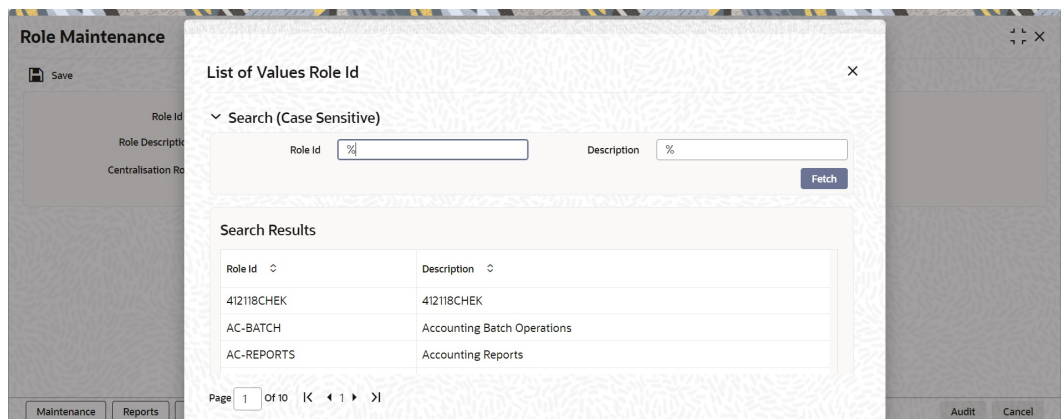 Role Maintenance
Save
Role Id
Role Descriptio
Centralisation Ro
List of Values Role Id
Search (Case Sensitive)
Role Id % Description %
Fetch
Search Results
Role Id Description
412118CHEK 412118CHEK
AC-BATCH Accounting Batch Operations
AC-REPORTS Accounting Reports
Page 1 Of 10 1
Maintenance Reports Audit Cancel